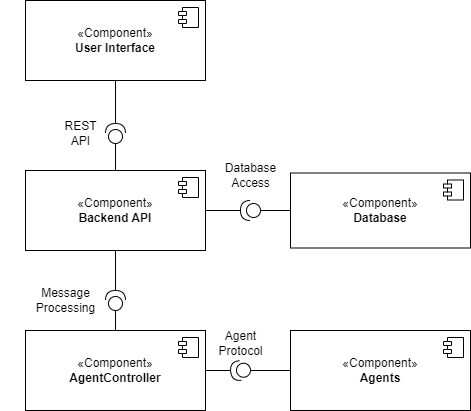 «Component»
User Interface
REST
API
«Component»
Backend API
Database
Access
«Component»
Database
Message
Processing
«Component»
AgentController
Agent
Protocol
«Component»
Agents